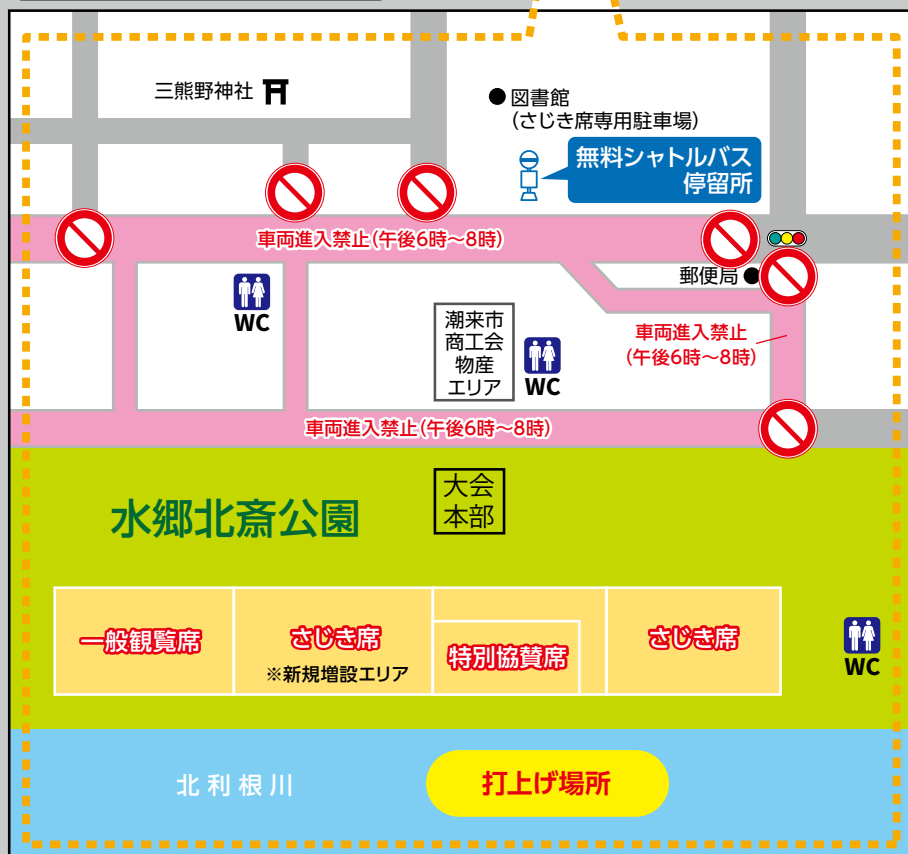 三熊野神社
図書館
(さじき席専用駐車場)
無料シャトルバス
停留所
車両進入禁止(午後6時～8時)
郵便局
WC
潮来市
商工会
物産
エリア
WC
車両進入禁止
(午後6時～8時)
車両進入禁止(午後6時～8時)
大会
本部
水郷北斎公園
一般観覧席
さじき席
※新規増設エリア
特別協賛席
さじき席
WC
北利根川
打上げ場所